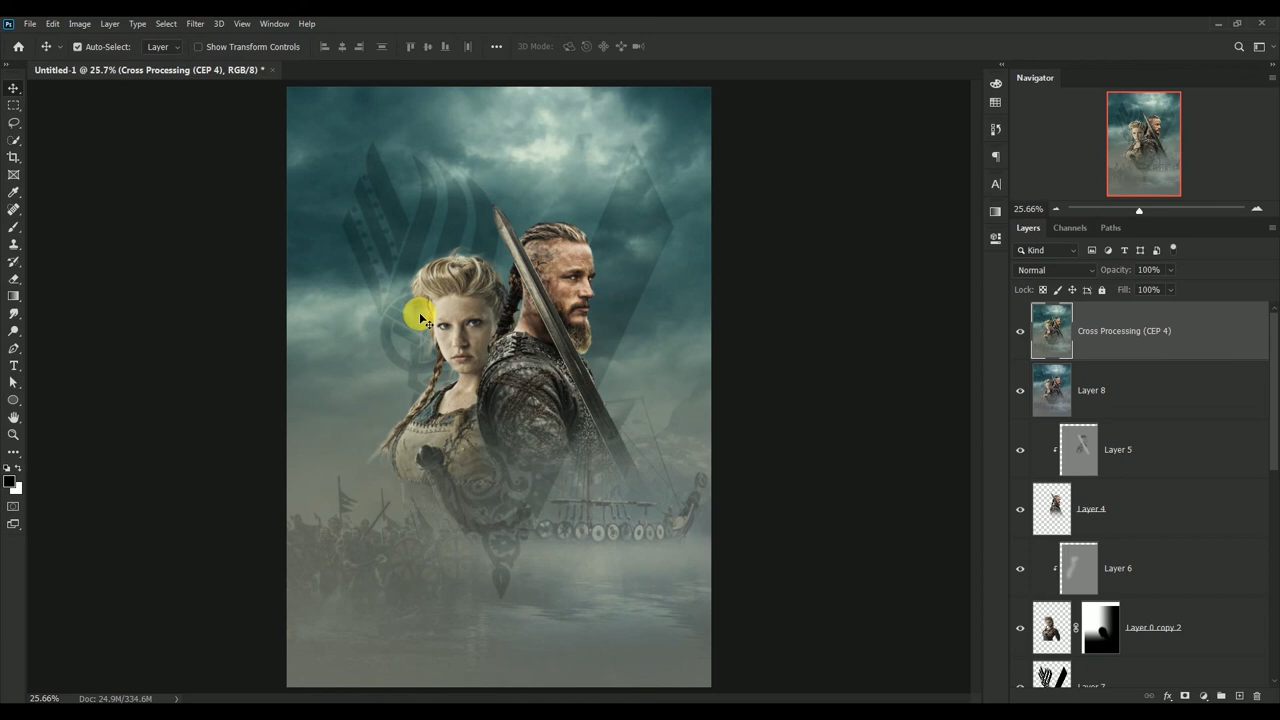 Ps File Edit Image Layer Type Select Filter 3D View Window Help
Auto-Select: Layer Show Transform Controls 3D Mode:
Untitled-1 @ 25.7% (Cross Processing (CEP 4), RGB/8) *
Navigator
25.66%
Layers Channels Paths
Kind
Normal Opacity: 100%
Lock: Fill: 100%
Cross Processing (CEP 4)
Layer 8
Layer 5
Layer 4
Layer 6
Layer 0 copy 2
Layer 7
25.66% Doc: 24.9M/334.6M